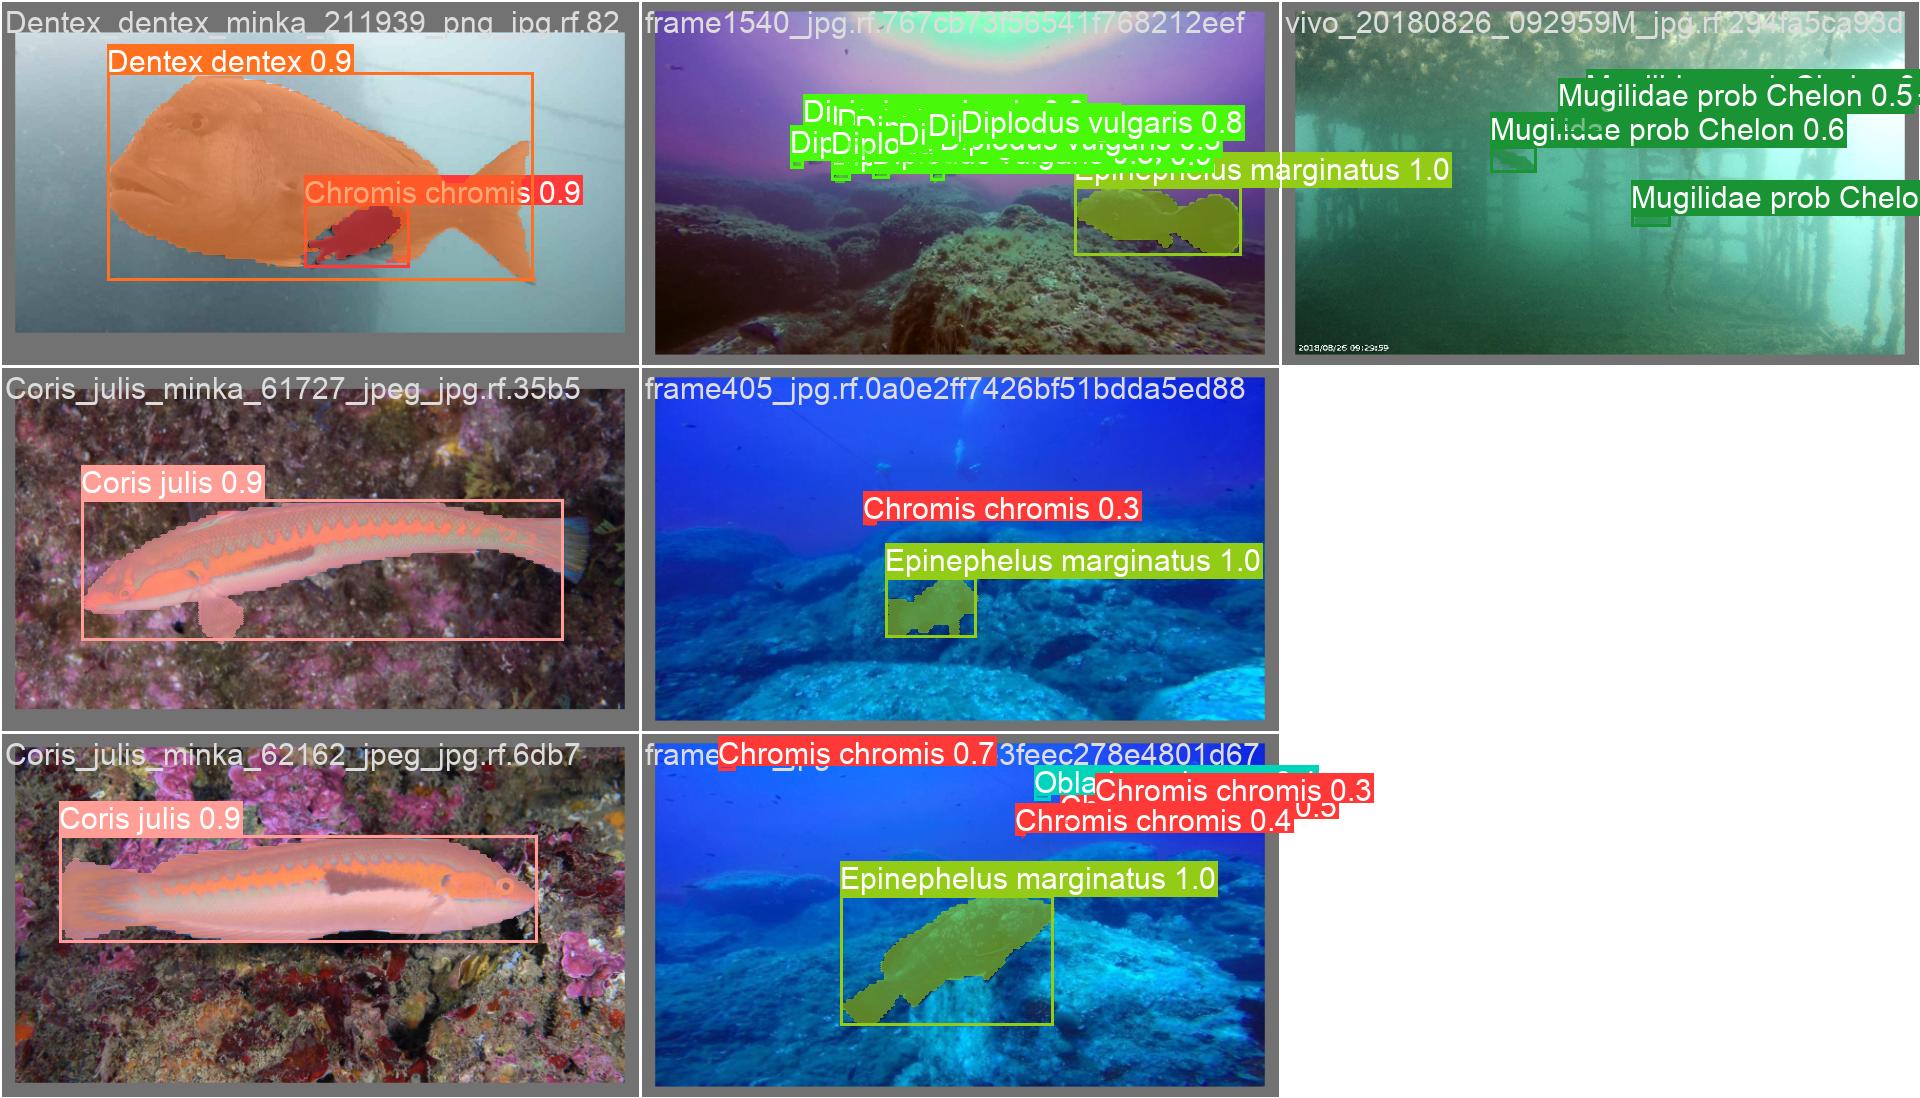 Dentex_dentex_minka_211939_png_jpg.rf.82
Dentex dentex 0.9
Chromis chromis 0.9
frame1540_jpg.rf.767cb73f56541f768212eef
Diplodus vulgaris 0.8
Epinephelus marginatus 1.0
vivo_20180826_092959M_jpg.rf.294fa5ca93d
Mugilidae prob Chelon 0.5
Mugilidae prob Chelon 0.6
Mugilidae prob Chelo
2018/08/26 09:29:59
Coris_julis_minka_61727_jpeg_jpg.rf.35b5
Coris julis 0.9
frame405_jpg.rf.0a0e2ff7426bf51bdda5ed88
Chromis chromis 0.3
Epinephelus marginatus 1.0
Coris_julis_minka_62162_jpeg_jpg.rf.6db7
Coris julis 0.9
frame 3feec278e4801d67
Chromis chromis 0.7
Obla
Chromis chromis 0.3
0.5
Chromis chromis 0.4
Epinephelus marginatus 1.0